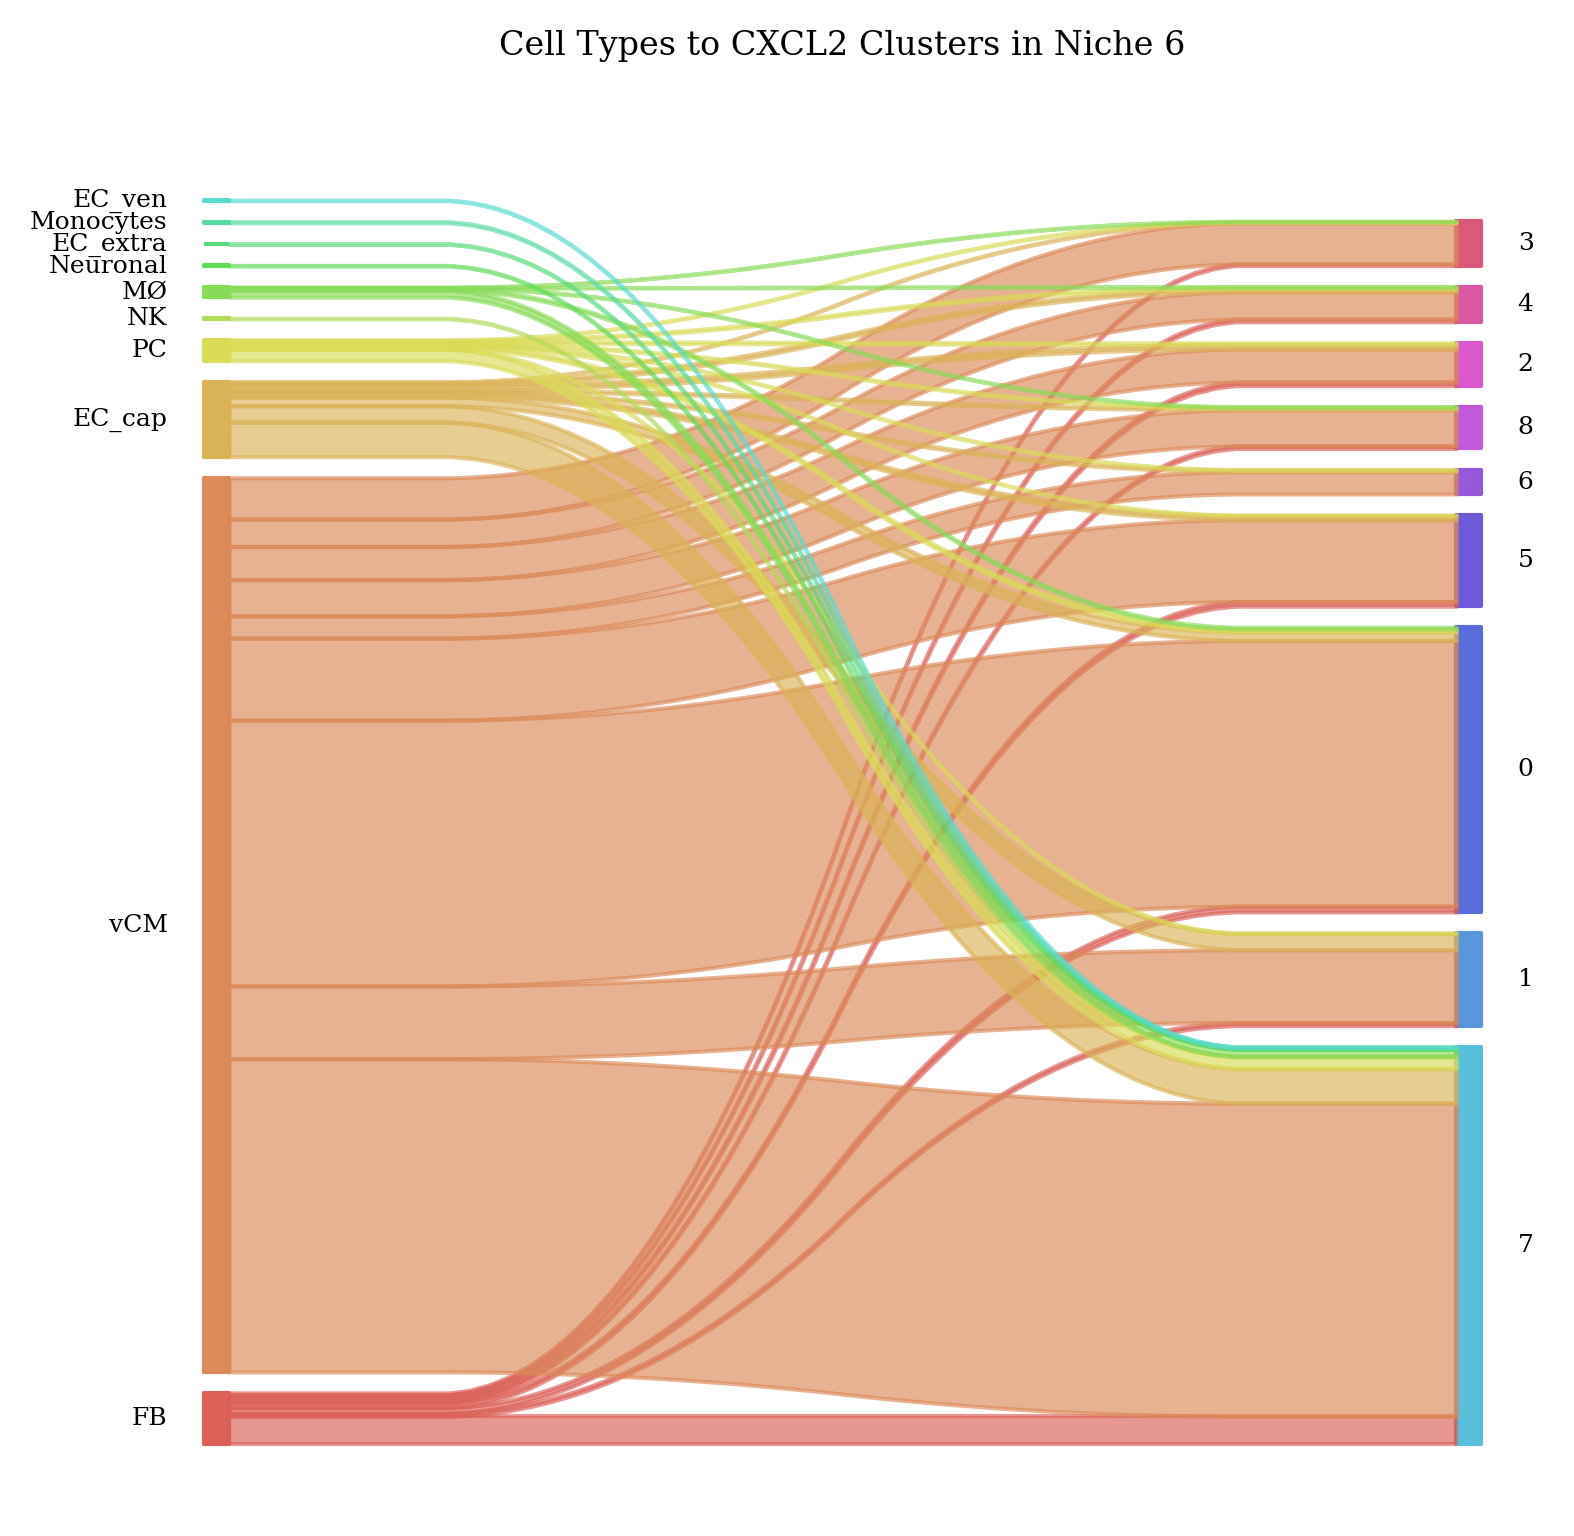 Cell Types to CXCL2 Clusters in Niche 6
EC_ven
Monocytes
EC_extra
Neuronal
MØ
NK
PC
EC_cap
vCM
FB
3
4
2
8
6
5
0
1
7